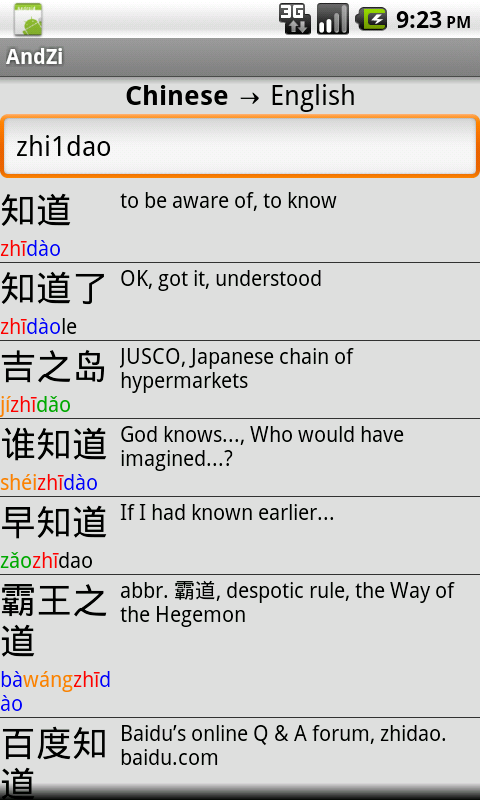 3G
9:23 PM
AndZi
Chinese → English
zhi1dao
知道
to be aware of, to know
zhīdào
知道了
OK, got it, understood
zhīdàole
吉之岛
JUSCO, Japanese chain of
hypermarkets
jízhīdǎo
谁知道
God knows..., Who would have
imagined...?
shéizhīdào
早知道
If I had known earlier...
zǎozhīdao
霸王之
道
abbr. 霸道, despotic rule, the Way of
the Hegemon
bàwángzhīd
ào
百度知
道
Baidu’s online Q & A forum, zhidao.
baidu.com